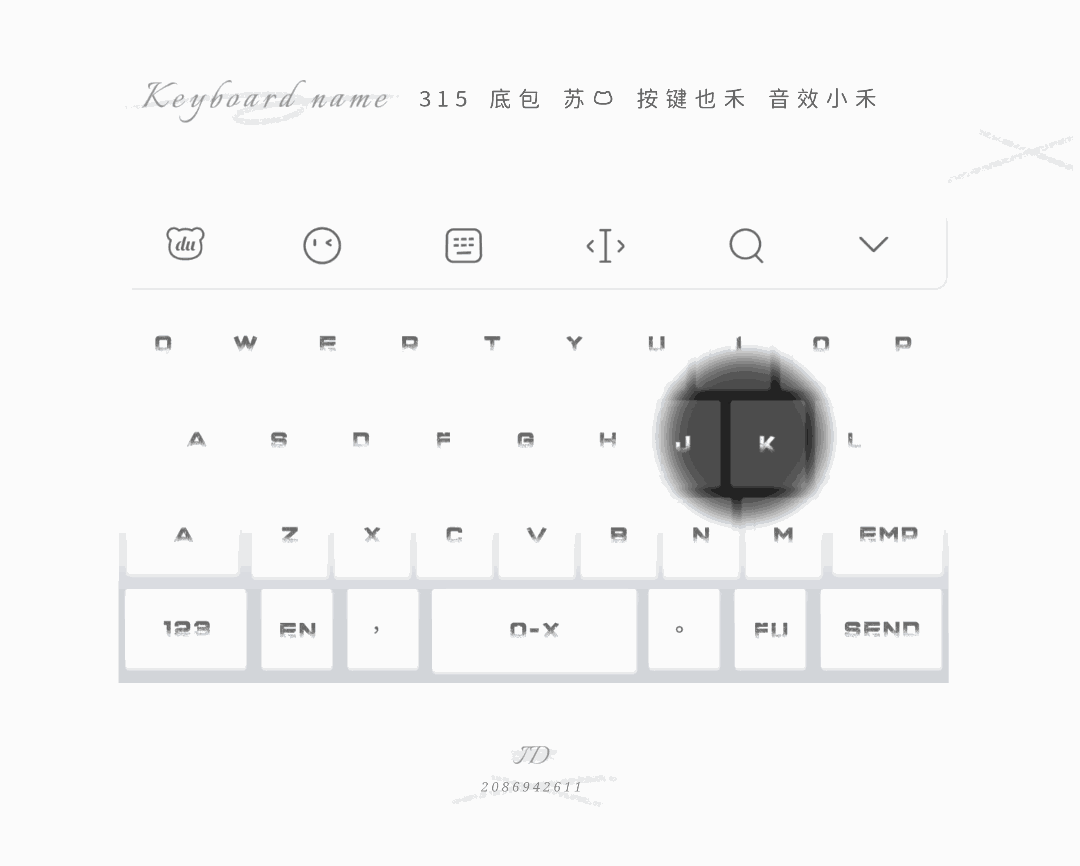 Keyboard name 315 底包 苏 按键也禾 音效小禾
du
Q W E R T Y U I O P
A S D F G H J K L
A Z X C V B N M EMP
123 EN , O-X 。 FU SEND
JD
2086942611